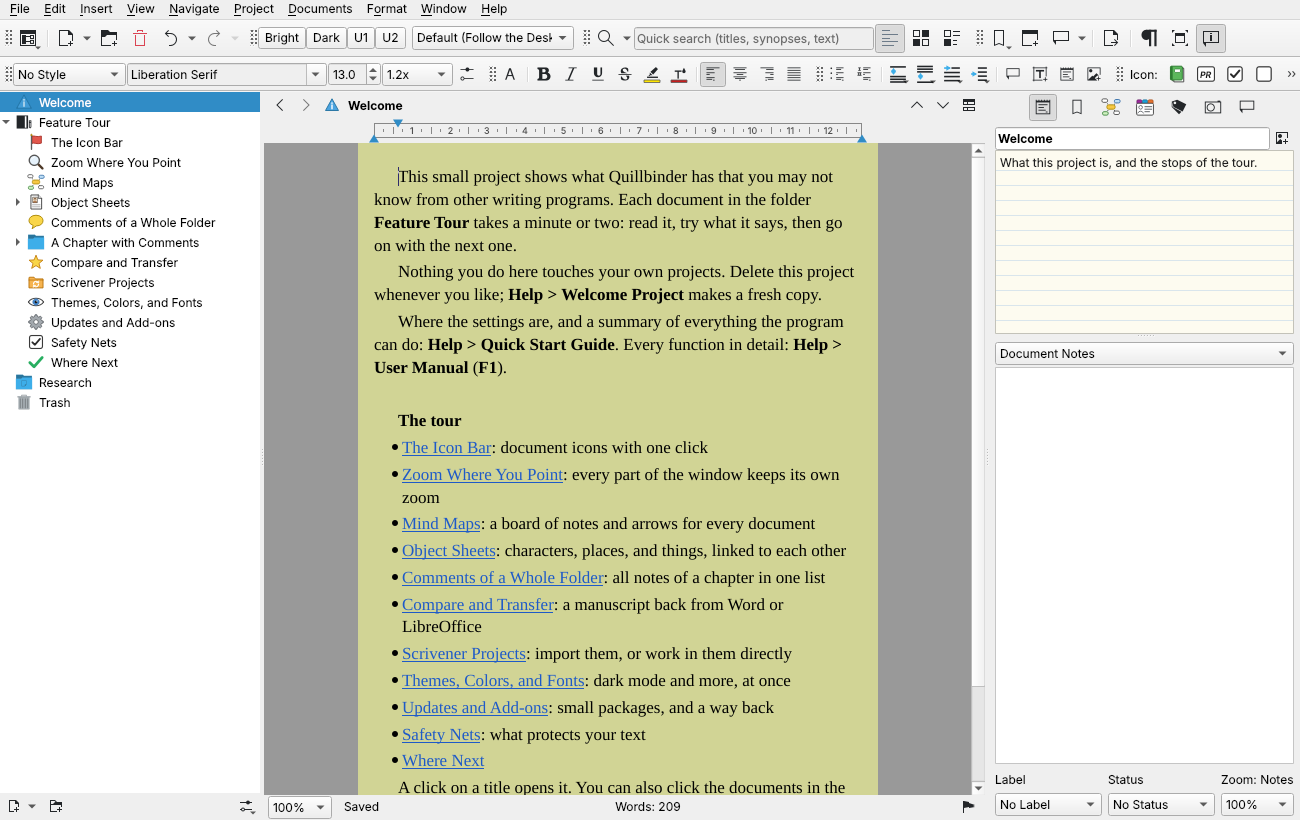 File Edit Insert View Navigate Project Documents Format Window Help
Bright Dark U1 U2 Default (Follow the Desk Quick search (titles, synopses, text)
No Style Liberation Serif 13.0 1.2x A B I U S T Icon: PR »
Welcome
Feature Tour
The Icon Bar
Zoom Where You Point
Mind Maps
Object Sheets
Comments of a Whole Folder
A Chapter with Comments
Compare and Transfer
Scrivener Projects
Themes, Colors, and Fonts
Updates and Add-ons
Safety Nets
Where Next
Research
Trash
Welcome
1 2 3 4 5 6 7 8 9 10 11 12
This small project shows what Quillbinder has that you may not
know from other writing programs. Each document in the folder
Feature Tour takes a minute or two: read it, try what it says, then go
on with the next one.
Nothing you do here touches your own projects. Delete this project
whenever you like; Help > Welcome Project makes a fresh copy.
Where the settings are, and a summary of everything the program
can do: Help > Quick Start Guide. Every function in detail: Help >
User Manual (F1).
The tour
• The Icon Bar: document icons with one click
• Zoom Where You Point: every part of the window keeps its own
zoom
• Mind Maps: a board of notes and arrows for every document
• Object Sheets: characters, places, and things, linked to each other
• Comments of a Whole Folder: all notes of a chapter in one list
• Compare and Transfer: a manuscript back from Word or
LibreOffice
• Scrivener Projects: import them, or work in them directly
• Themes, Colors, and Fonts: dark mode and more, at once
• Updates and Add-ons: small packages, and a way back
• Safety Nets: what protects your text
• Where Next
A click on a title opens it. You can also click the documents in the
100% Saved Words: 209
Welcome
What this project is, and the stops of the tour.
Document Notes
Label Status Zoom: Notes
No Label No Status 100%